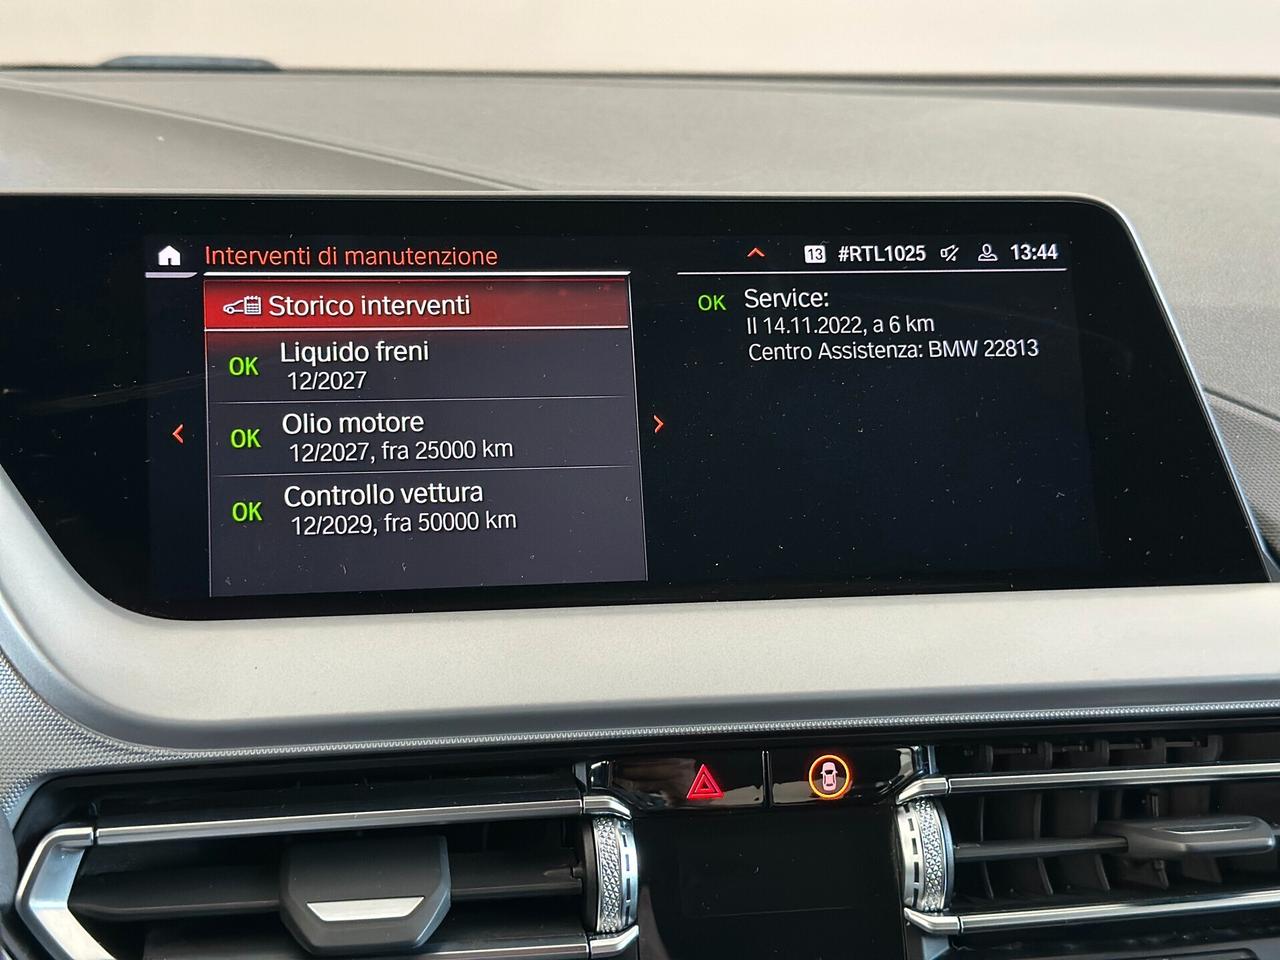 Interventi di manutenzione
13 #RTL1025 13:44
Storico interventi
OK Liquido freni
12/2027
OK Olio motore
12/2027, fra 25000 km
OK Controllo vettura
12/2029, fra 50000 km
OK Service:
Il 14.11.2022, a 6 km
Centro Assistenza: BMW 22813